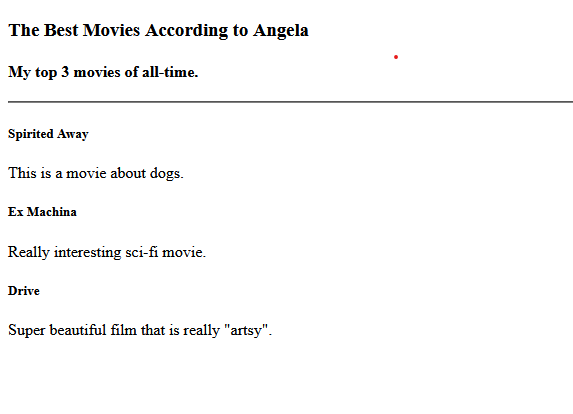 The Best Movies According to Angela
My top 3 movies of all-time.
Spirited Away
This is a movie about dogs.
Ex Machina
Really interesting sci-fi movie.
Drive
Super beautiful film that is really "artsy".